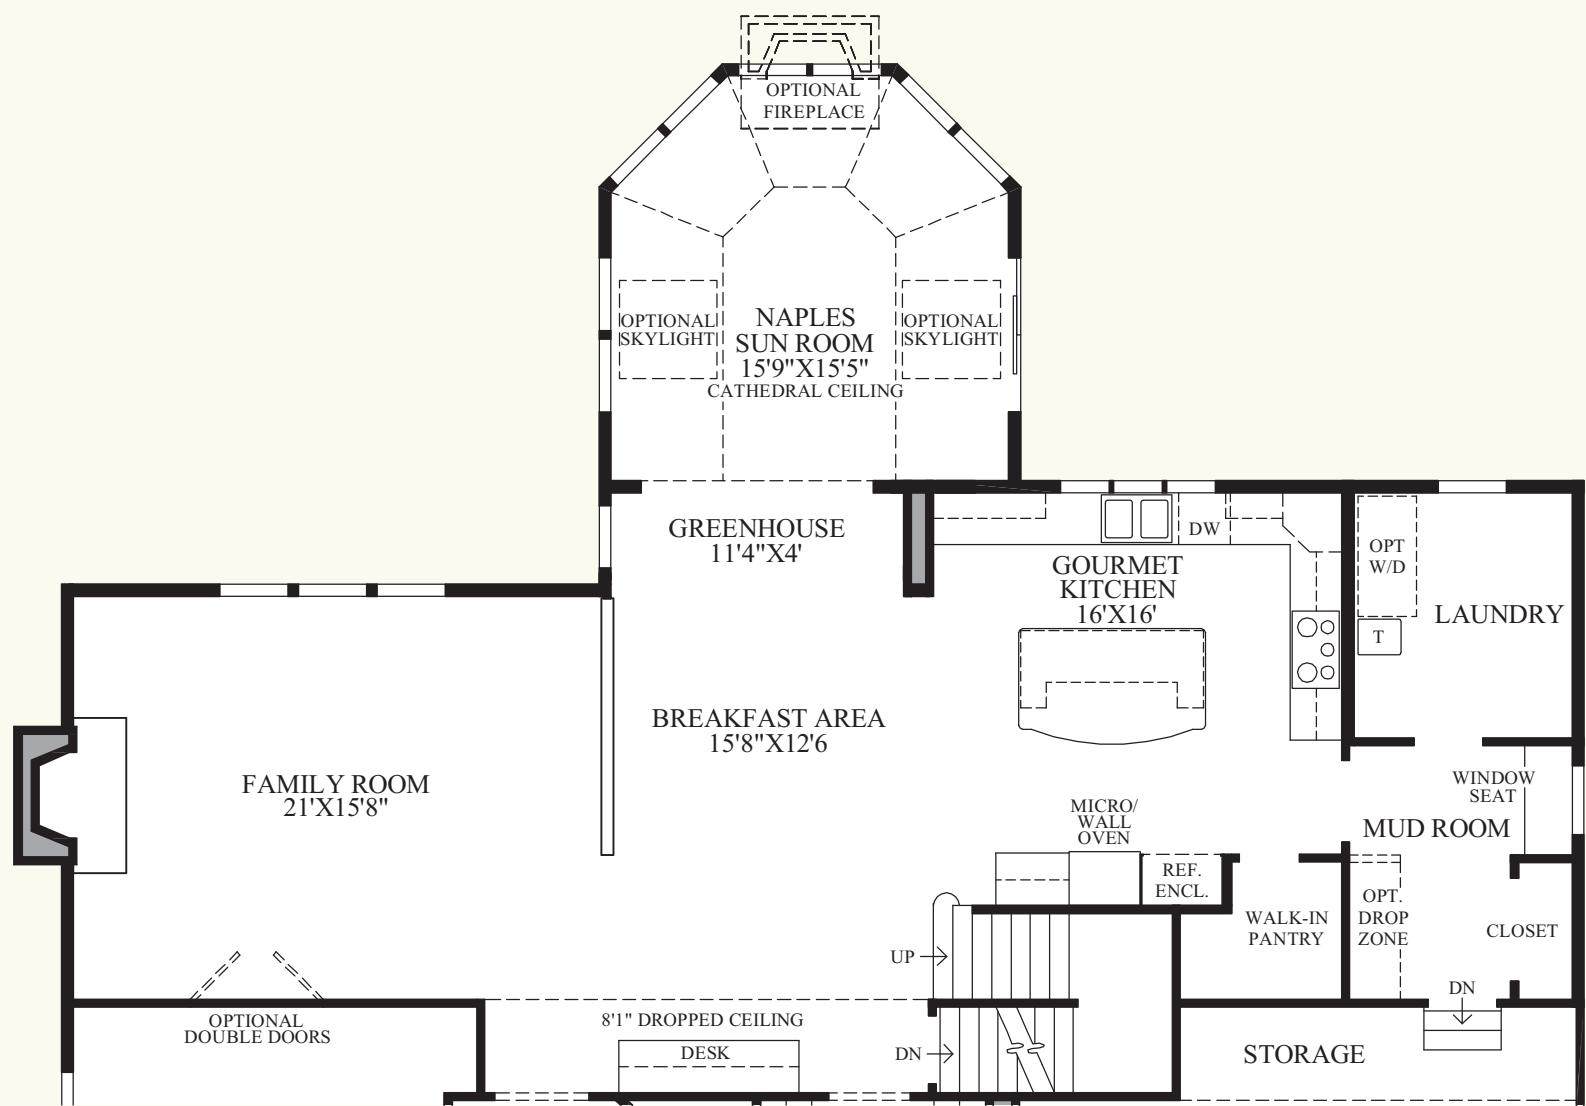 OPTIONAL
FIREPLACE
OPTIONAL
SKYLIGHT
NAPLES
SUN ROOM
15'9"X15'5"
CATHEDRAL CEILING
OPTIONAL
SKYLIGHT
GREENHOUSE
11'4"X4'
DW
GOURMET
KITCHEN
16'X16'
OPT
W/D
T
LAUNDRY
BREAKFAST AREA
15'8"X12'6
FAMILY ROOM
21'X15'8"
MICRO/
WALL
OVEN
WINDOW
SEAT
MUD ROOM
REF.
ENCL.
WALK-IN
PANTRY
OPT.
DROP
ZONE
CLOSET
UP
DN
OPTIONAL
DOUBLE DOORS
8'1" DROPPED CEILING
DESK
DN
STORAGE